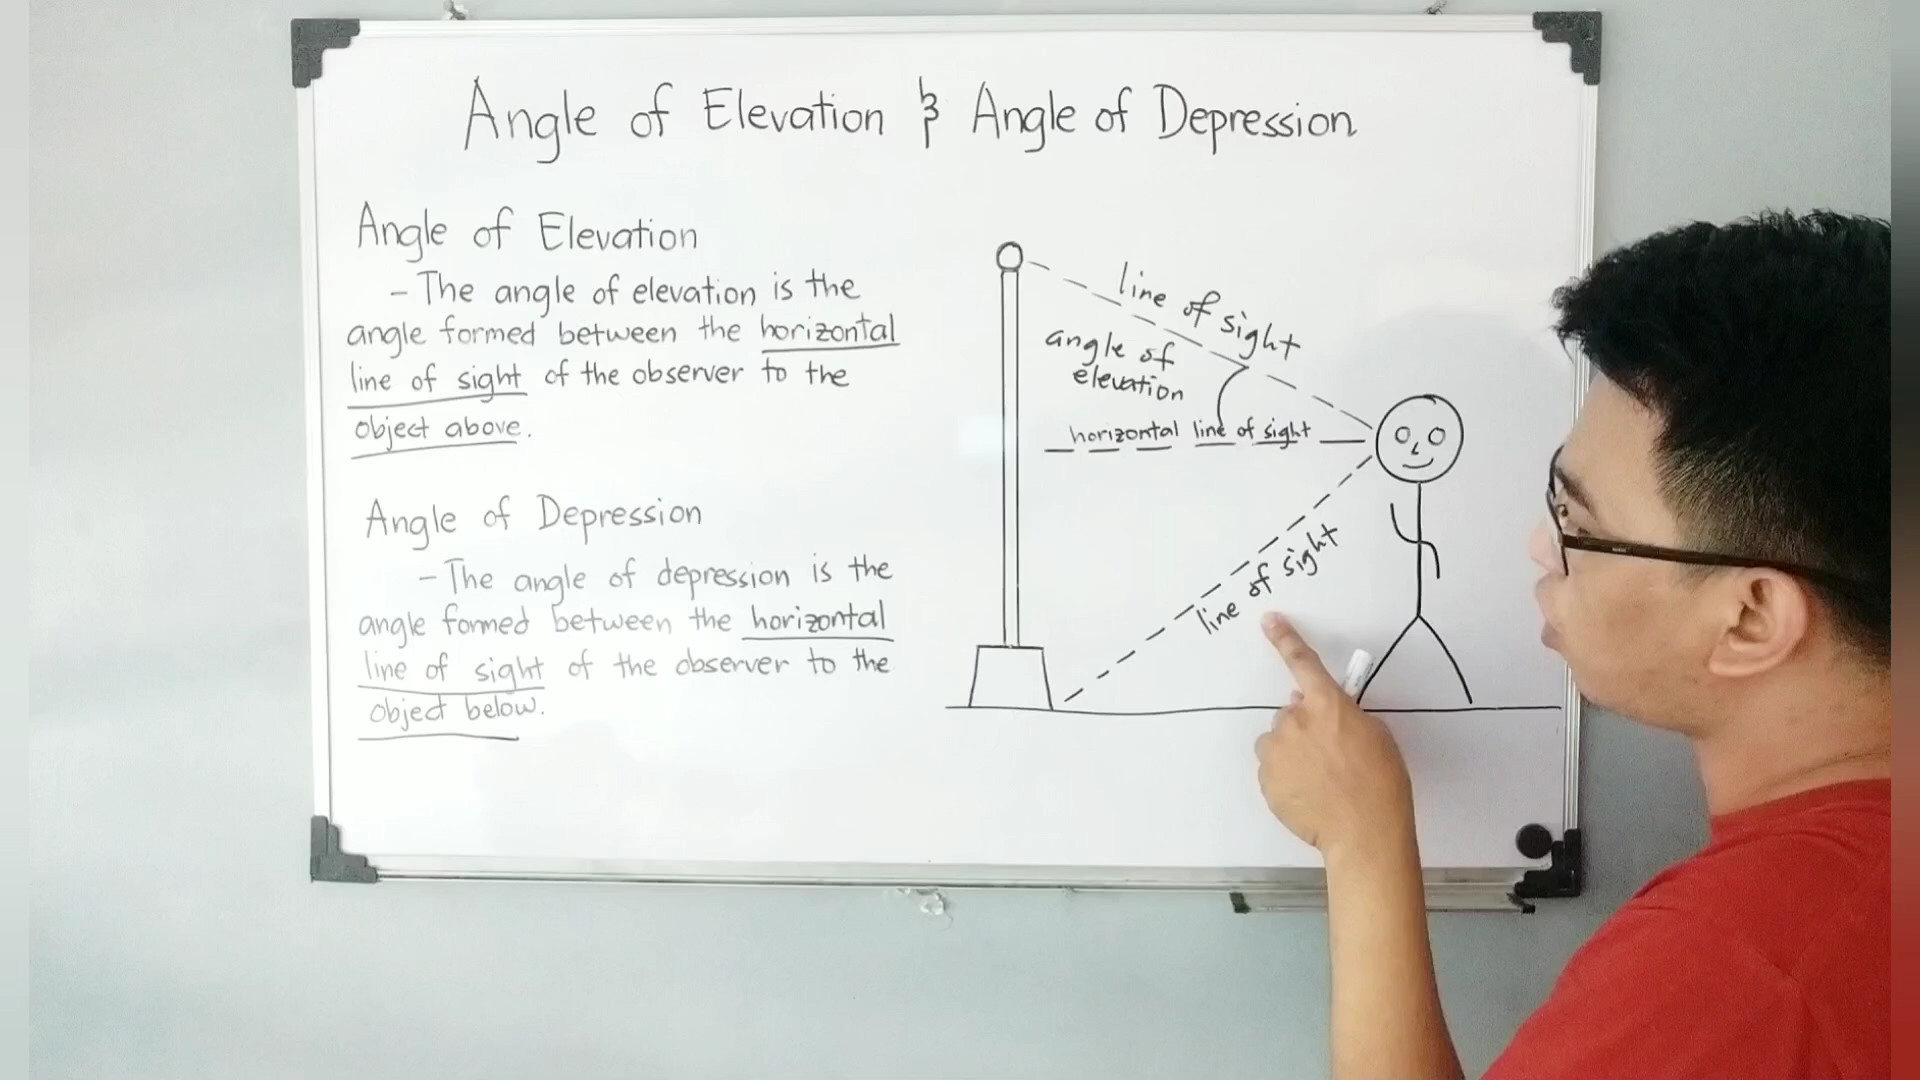 Angle of Elevation & Angle of Depression
Angle of Elevation
- The angle of elevation is the
angle formed between the horizontal
line of sight of the observer to the
object above.
Angle of Depression
- The angle of depression is the
angle formed between the horizontal
line of sight of the observer to the
object below.
line of sight
angle of
elevation
horizontal line of sight
line of sight